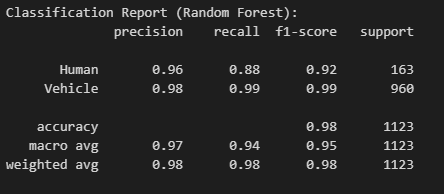 Classification Report (Random Forest):
precision recall f1-score support
Human 0.96 0.88 0.92 163
Vehicle 0.98 0.99 0.99 960
accuracy 0.98 1123
macro avg 0.97 0.94 0.95 1123
weighted avg 0.98 0.98 0.98 1123